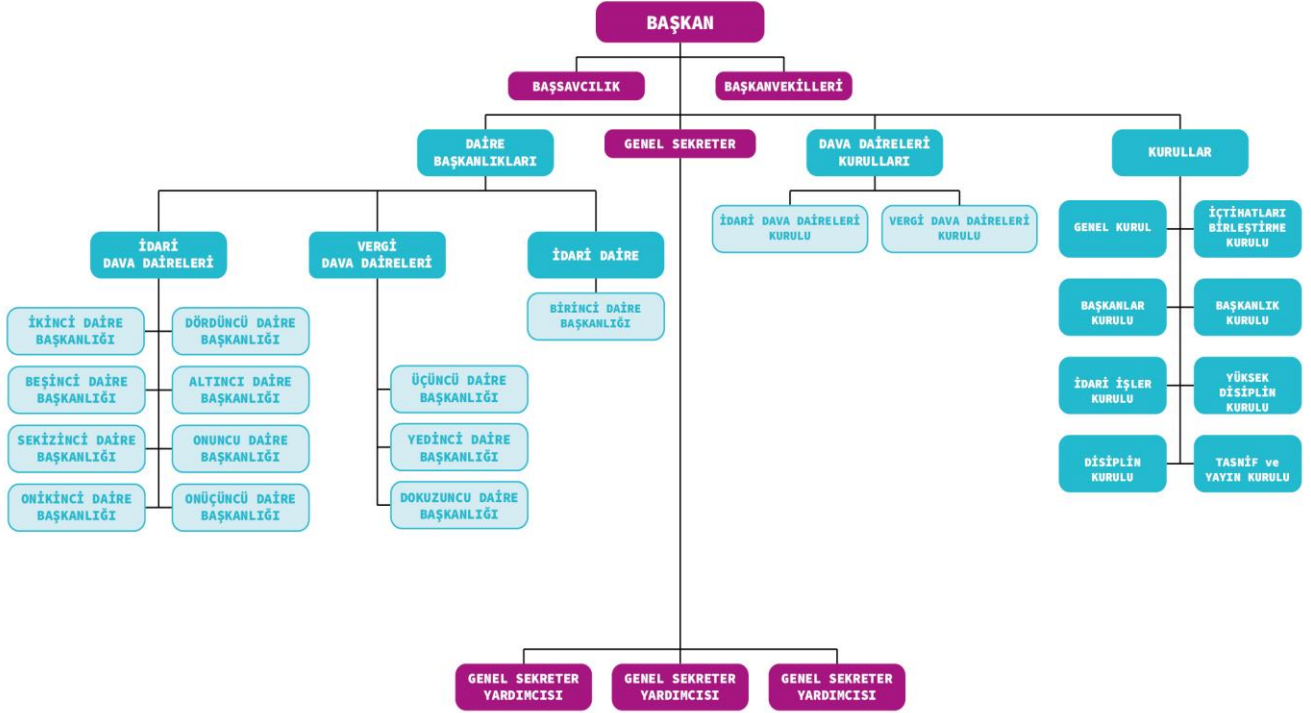 BAŞKAN
BAŞSAVCILIK
BAŞKANVEKİLLERİ
DAİRE
BAŞKANLIKLARI
GENEL SEKRETER
DAVA DAİRELERİ
KURULLARI
KURULLAR
İDARİ DAVA DAİRELERİ
KURULU
VERGİ DAVA DAİRELERİ
KURULU
GENEL KURUL
İÇTİHATLARI
BİRLEŞTİRME
KURULU
İDARİ
DAVA DAİRELERİ
VERGİ
DAVA DAİRELERİ
İDARİ DAİRE
BİRİNCİ DAİRE
BAŞKANLIĞI
BAŞKANLAR
KURULU
BAŞKANLIK
KURULU
İKİNCİ DAİRE
BAŞKANLIĞI
DÖRDÜNCÜ DAİRE
BAŞKANLIĞI
BEŞİNCİ DAİRE
BAŞKANLIĞI
ALTINCI DAİRE
BAŞKANLIĞI
ÜÇÜNCÜ DAİRE
BAŞKANLIĞI
İDARİ İŞLER
KURULU
YÜKSEK
DİSİPLİN
KURULU
SEKİZİNCİ DAİRE
BAŞKANLIĞI
ONUNCU DAİRE
BAŞKANLIĞI
YEDİNCİ DAİRE
BAŞKANLIĞI
DİSİPLİN
KURULU
TASNİF ve
YAYIN KURULU
ONİKİNCİ DAİRE
BAŞKANLIĞI
ONÜÇÜNCÜ DAİRE
BAŞKANLIĞI
DOKUZUNCU DAİRE
BAŞKANLIĞI
GENEL SEKRETER
YARDIMCISI
GENEL SEKRETER
YARDIMCISI
GENEL SEKRETER
YARDIMCISI